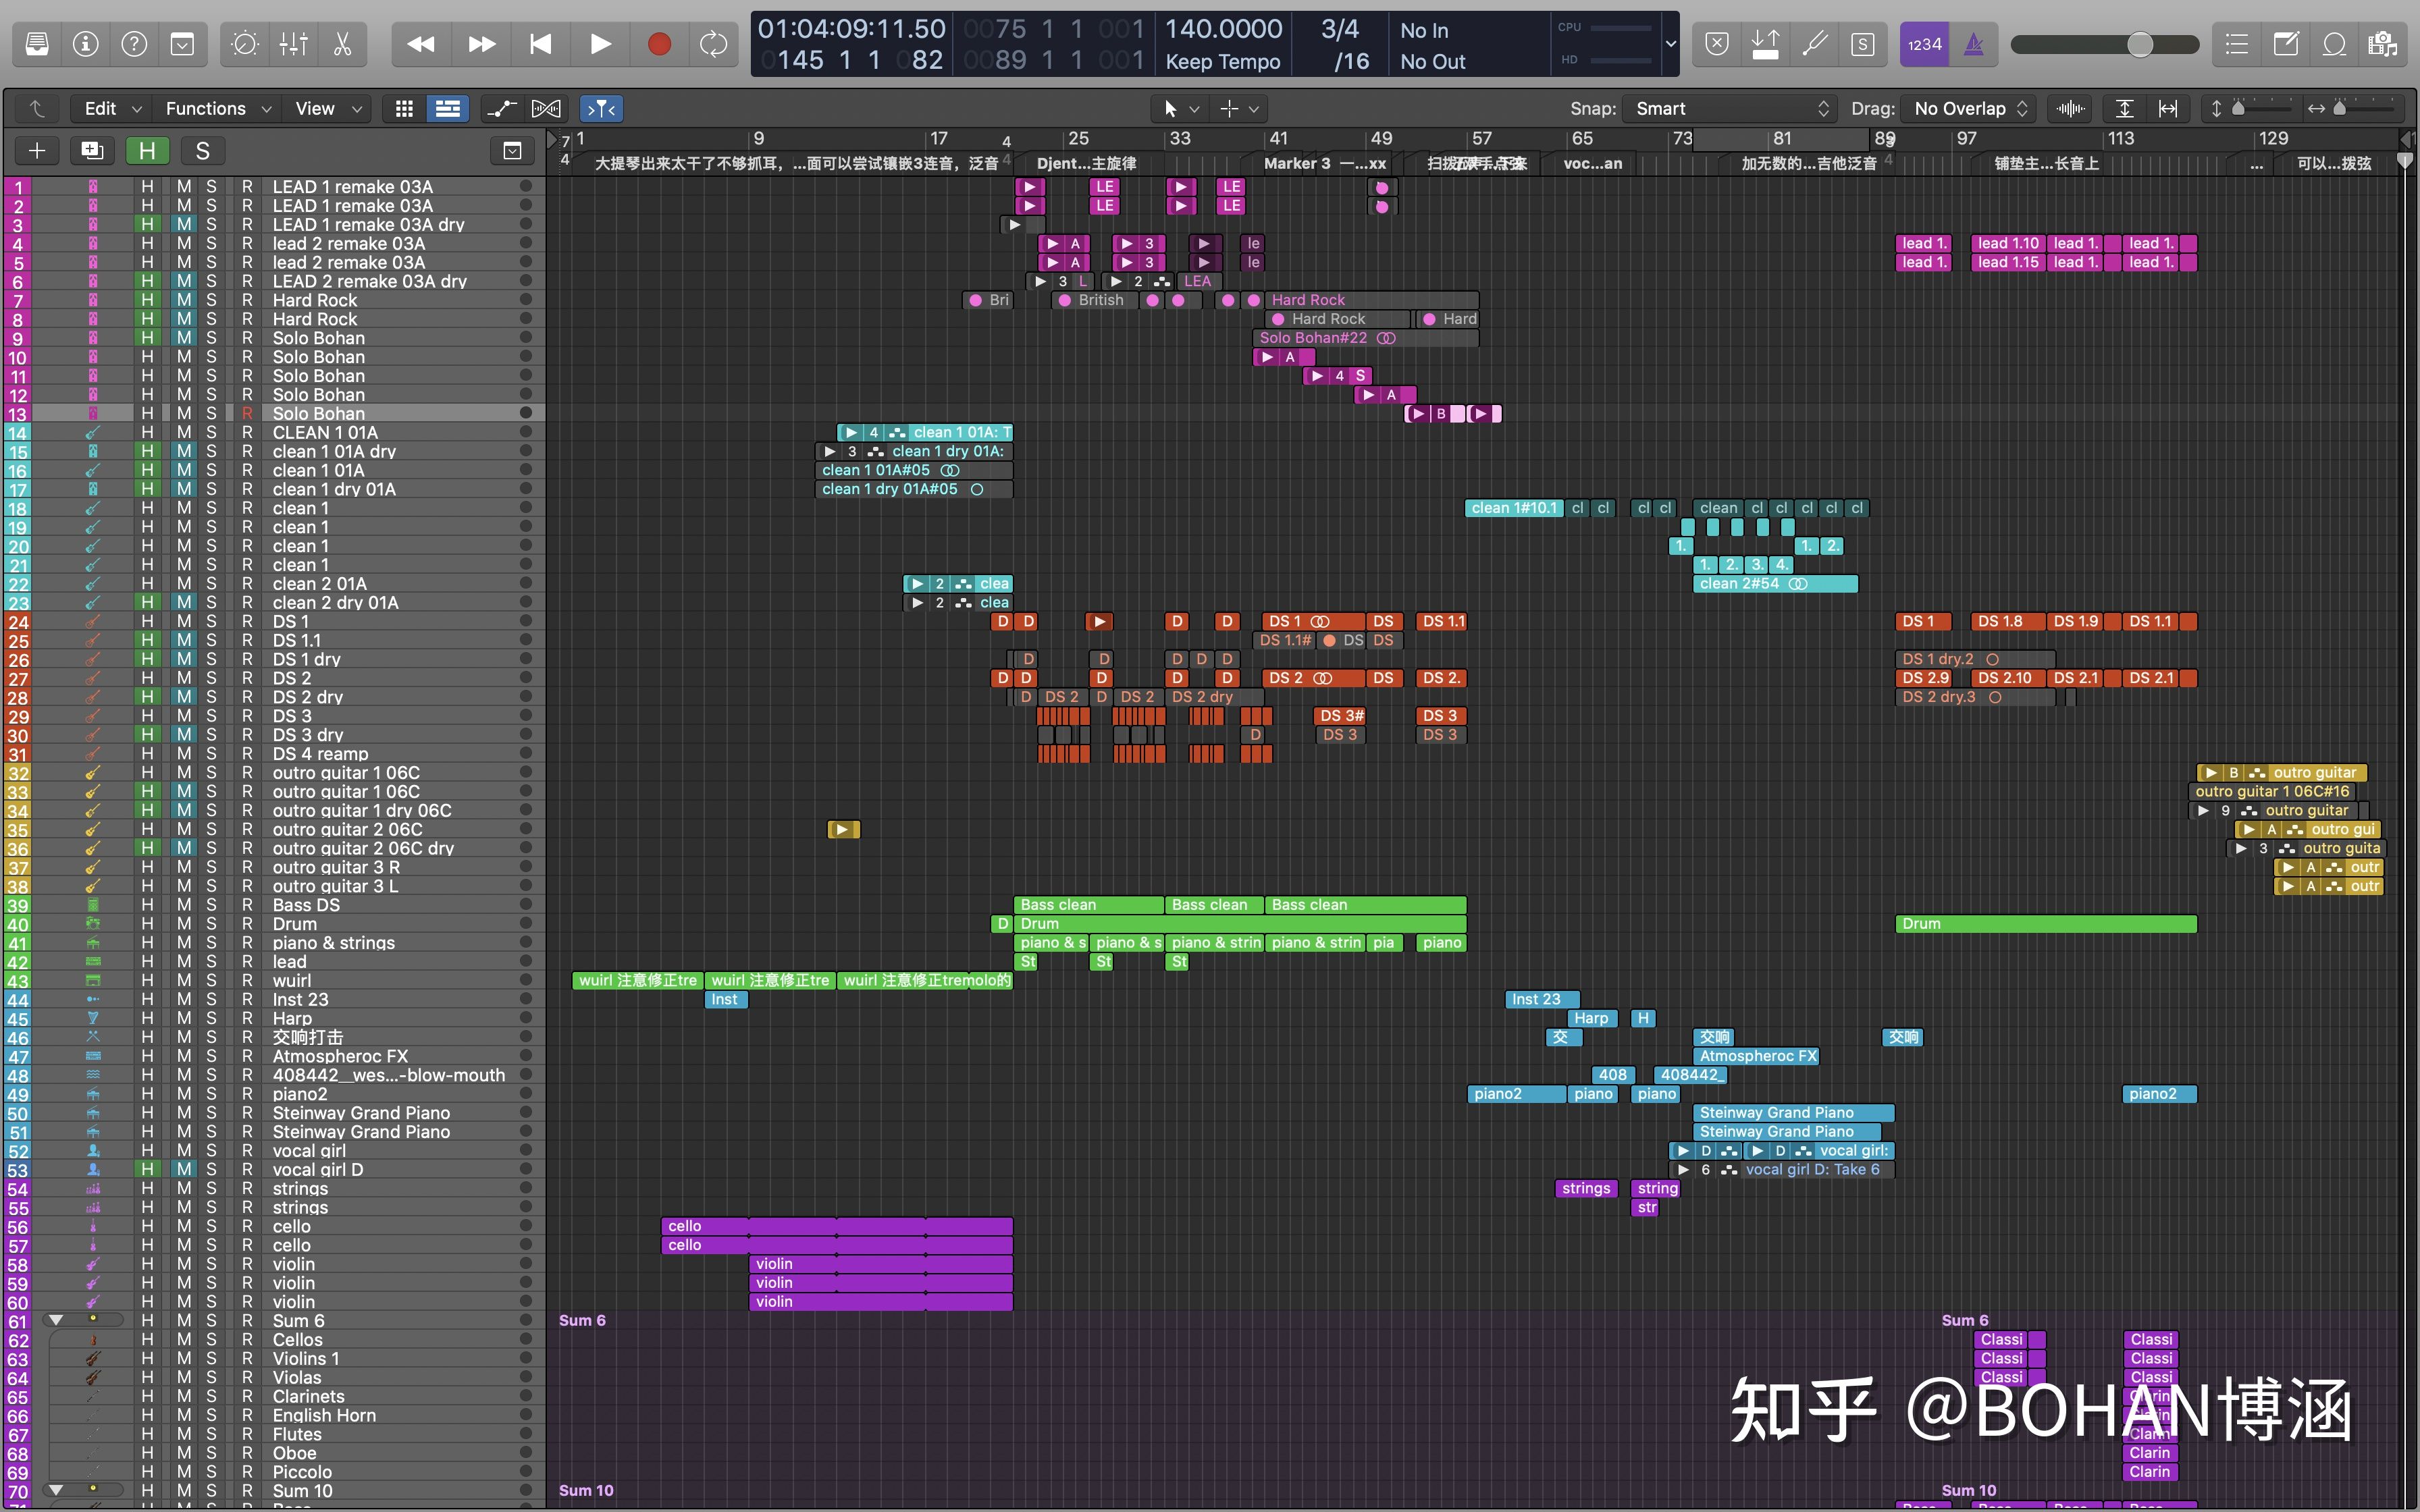 01:04:09:11.50 0075 1 1 001 140.0000 3/4 No In CPU
0145 1 1 082 0089 1 1 001 Keep Tempo /16 No Out HD
1234
Edit Functions View Snap: Smart Drag: No Overlap
H S
1 9 17 25 33 41 49 57 65 73 81 89 97 113 129
7 4 4 4
大提琴出来太干了不够抓耳，...面可以尝试镶嵌3连音，泛音 Djent...主旋律 Marker 3 一...xx voc...an 加无数的...吉他泛音 铺垫主...长音上 ... 可以...拨弦
1 H M S R LEAD 1 remake 03A LE LE
2 H M S R LEAD 1 remake 03A LE LE
3 H M S R LEAD 1 remake 03A dry
4 H M S R lead 2 remake 03A A 3 le lead 1. lead 1.10 lead 1. lead 1.
5 H M S R lead 2 remake 03A A 3 le lead 1. lead 1.15 lead 1. lead 1.
6 H M S R LEAD 2 remake 03A dry 3 L 2 LEA
7 H M S R Hard Rock Bri British Hard Rock
8 H M S R Hard Rock Hard Rock Hard
9 H M S R Solo Bohan Solo Bohan#22
10 H M S R Solo Bohan A
11 H M S R Solo Bohan 4 S
12 H M S R Solo Bohan A
13 H M S R Solo Bohan B
14 H M S R CLEAN 1 01A 4 clean 1 01A: T
15 H M S R clean 1 01A dry 3 clean 1 dry 01A:
16 H M S R clean 1 01A clean 1 01A#05
17 H M S R clean 1 dry 01A clean 1 dry 01A#05
18 H M S R clean 1 clean 1#10.1 cl cl cl cl clean cl cl cl cl cl
19 H M S R clean 1
20 H M S R clean 1 1. 1. 2.
21 H M S R clean 1 1. 2. 3. 4.
22 H M S R clean 2 01A 2 clea clean 2#54
23 H M S R clean 2 dry 01A 2 clea
24 H M S R DS 1 D D D D DS 1 DS DS 1.1 DS 1 DS 1.8 DS 1.9 DS 1.1
25 H M S R DS 1.1 DS 1.1# DS DS
26 H M S R DS 1 dry D D D D D DS 1 dry.2
27 H M S R DS 2 D D D D D DS 2 DS DS 2. DS 2.9 DS 2.10 DS 2.1 DS 2.1
28 H M S R DS 2 dry D DS 2 D DS 2 DS 2 dry DS 2 dry.3
29 H M S R DS 3 DS 3# DS 3
30 H M S R DS 3 dry D DS 3 DS 3
31 H M S R DS 4 reamp
32 H M S R outro guitar 1 06C B outro guitar
33 H M S R outro guitar 1 06C outro guitar 1 06C#16
34 H M S R outro guitar 1 dry 06C 9 outro guitar
35 H M S R outro guitar 2 06C A outro gui
36 H M S R outro guitar 2 06C dry 3 outro guita
37 H M S R outro guitar 3 R A outr
38 H M S R outro guitar 3 L A outr
39 H M S R Bass DS Bass clean Bass clean Bass clean
40 H M S R Drum D Drum Drum
41 H M S R piano & strings piano & s piano & s piano & strin piano & strin pia piano
42 H M S R lead St St St
43 H M S R wuirl wuirl 注意修正tre wuirl 注意修正tre wuirl 注意修正tremolo的
44 H M S R Inst 23 Inst Inst 23
45 H M S R Harp Harp H
46 H M S R 交响打击 交 交响 交响
47 H M S R Atmospheroc FX Atmospheroc FX
48 H M S R 408442__wes...-blow-mouth 408 408442_
49 H M S R piano2 piano2 piano piano piano2
50 H M S R Steinway Grand Piano Steinway Grand Piano
51 H M S R Steinway Grand Piano Steinway Grand Piano
52 H M S R vocal girl D D vocal girl:
53 H M S R vocal girl D 6 vocal girl D: Take 6
54 H M S R strings strings string
55 H M S R strings str
56 H M S R cello cello
57 H M S R cello cello
58 H M S R violin violin
59 H M S R violin violin
60 H M S R violin violin
61 H M S R Sum 6 Sum 6 Sum 6
62 H M S R Cellos Classi Classi
63 H M S R Violins 1 Classi Classi
64 H M S R Violas Classi Classi
65 H M S R Clarinets
66 H M S R English Horn
67 H M S R Flutes
68 H M S R Oboe Clarin
69 H M S R Piccolo Clarin
70 H M S R Sum 10 Sum 10 Sum 10
知乎 @BOHAN博涵